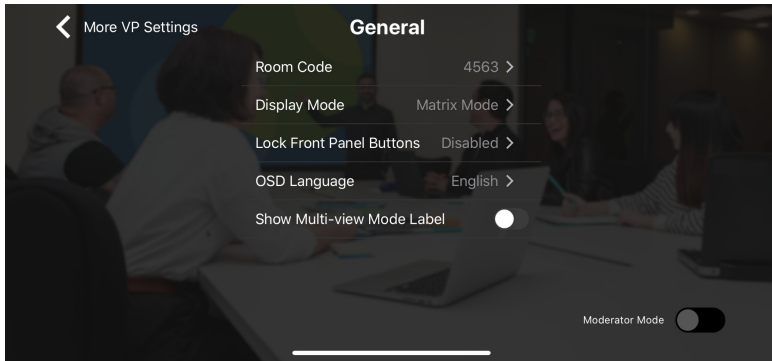 More VP Settings
General
Room Code 4563
Display Mode Matrix Mode
Lock Front Panel Buttons Disabled
OSD Language English
Show Multi-view Mode Label
Moderator Mode